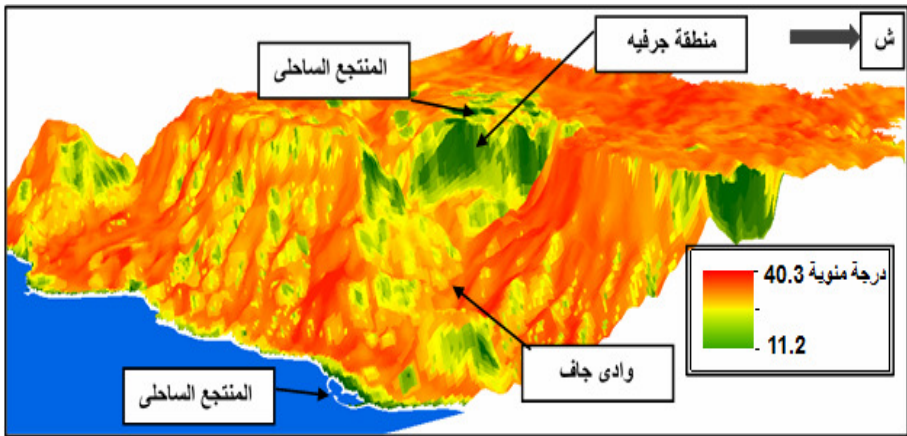 ش
منطقة جرفيه
المنتجع الساحلى
40.3 درجة مئوية
11.2
وادى جاف
المنتجع الساحلى